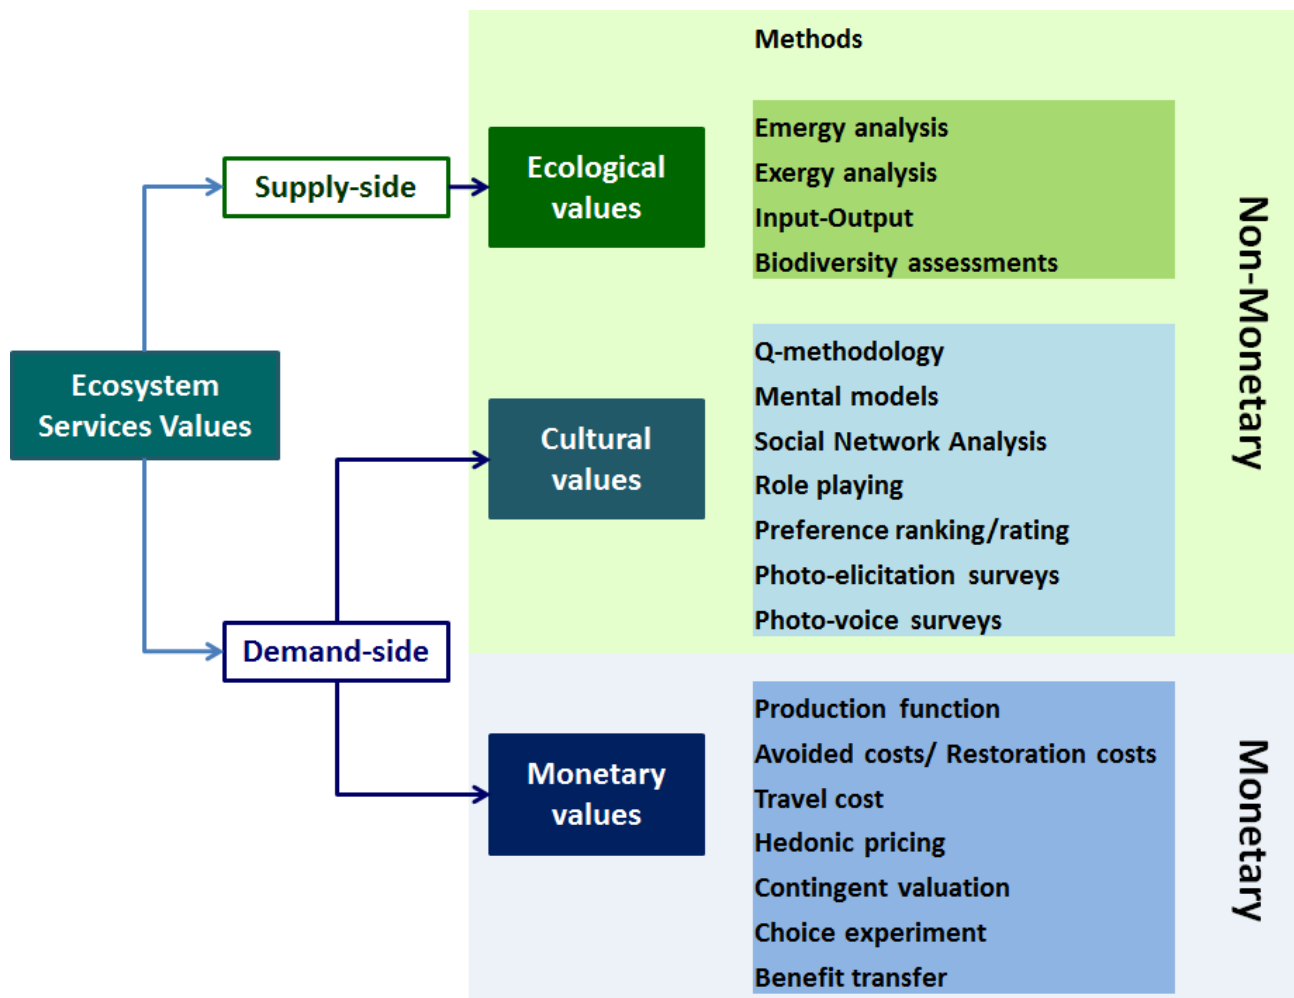 Methods
Ecosystem
Services Values
Supply-side
Ecological
values
Emergy analysis
Exergy analysis
Input-Output
Biodiversity assessments
Demand-side
Cultural
values
Q-methodology
Mental models
Social Network Analysis
Role playing
Preference ranking/rating
Photo-elicitation surveys
Photo-voice surveys
Non-Monetary
Monetary
values
Production function
Avoided costs/ Restoration costs
Travel cost
Hedonic pricing
Contingent valuation
Choice experiment
Benefit transfer
Monetary